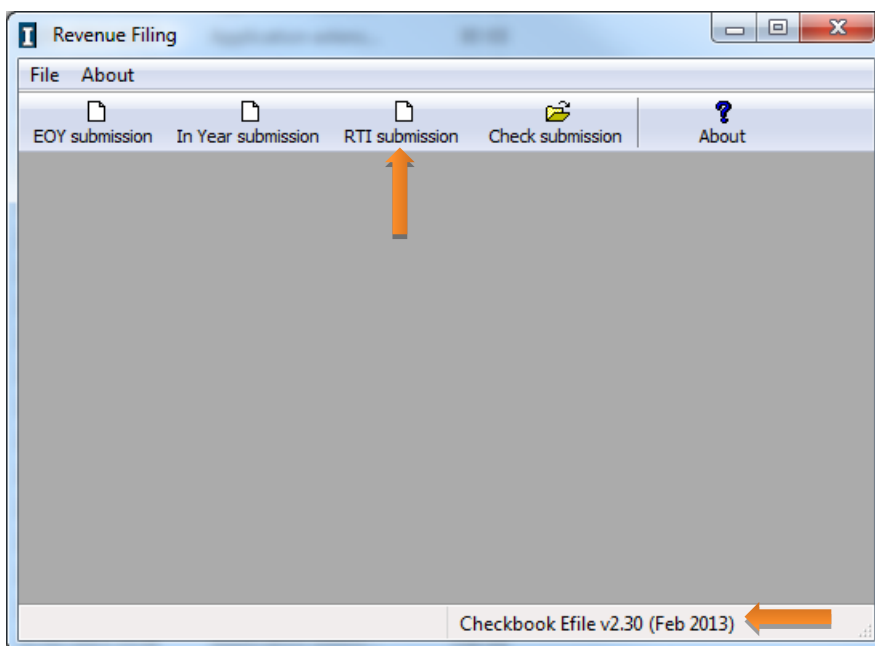 Revenue Filing
File About
EOY submission In Year submission RTI submission Check submission About
Checkbook Efile v2.30 (Feb 2013)